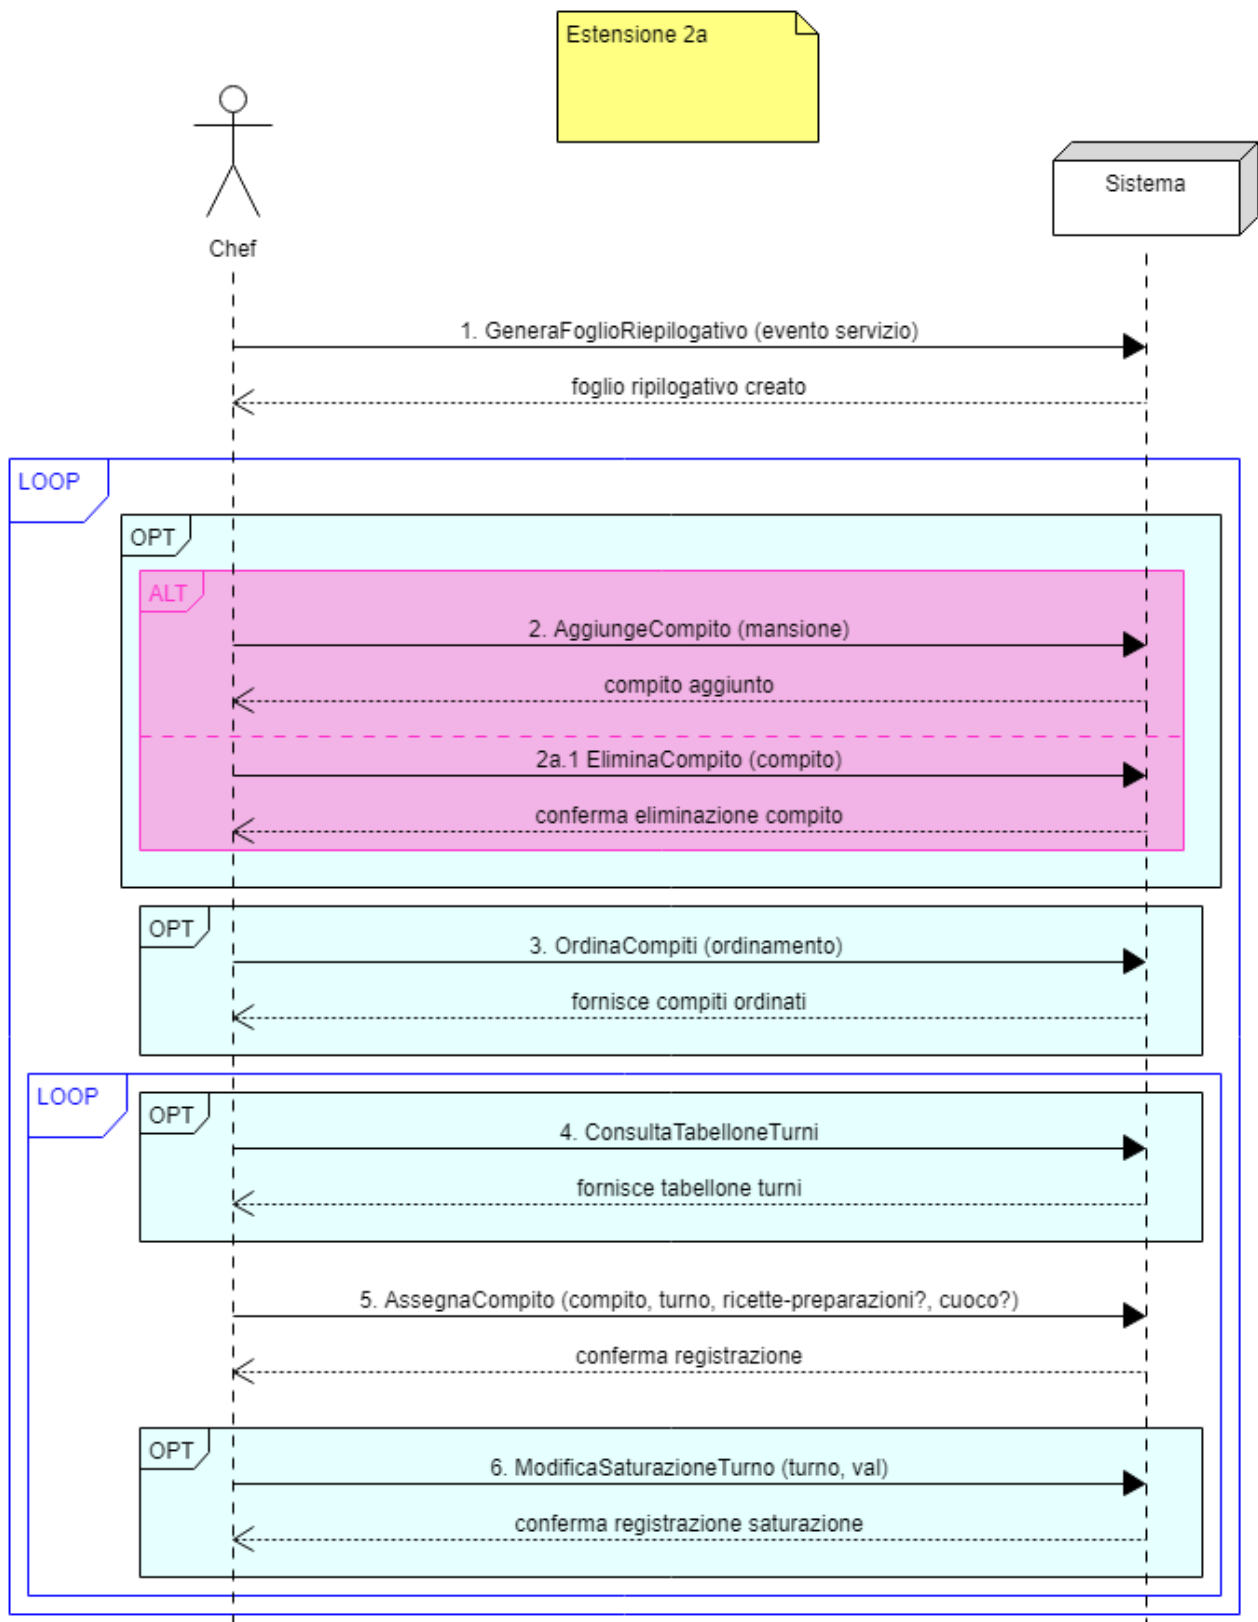 Estensione 2a
Sistema
Chef
1. GeneraFoglioRiepilogativo (evento servizio)
foglio ripilogativo creato
LOOP
OPT
ALT
2. AggiungeCompito (mansione)
compito aggiunto
2a.1 EliminaCompito (compito)
conferma eliminazione compito
OPT
3. OrdinaCompiti (ordinamento)
fornisce compiti ordinati
LOOP
OPT
4. ConsultaTabelloneTurni
fornisce tabellone turni
5. AssegnaCompito (compito, turno, ricette-preparazioni?, cuoco?)
conferma registrazione
OPT
6. ModificaSaturazioneTurno (turno, val)
conferma registrazione saturazione